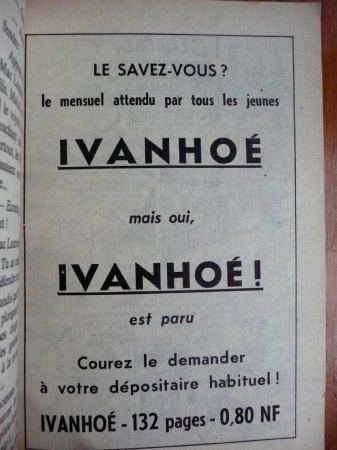 LE SAVEZ-VOUS ?
le mensuel attendu par tous les jeunes
IVANHOÉ
mais oui,
IVANHOÉ !
est paru
Courez le demander
à votre dépositaire habituel !
IVANHOÉ - 132 pages - 0,80 NF